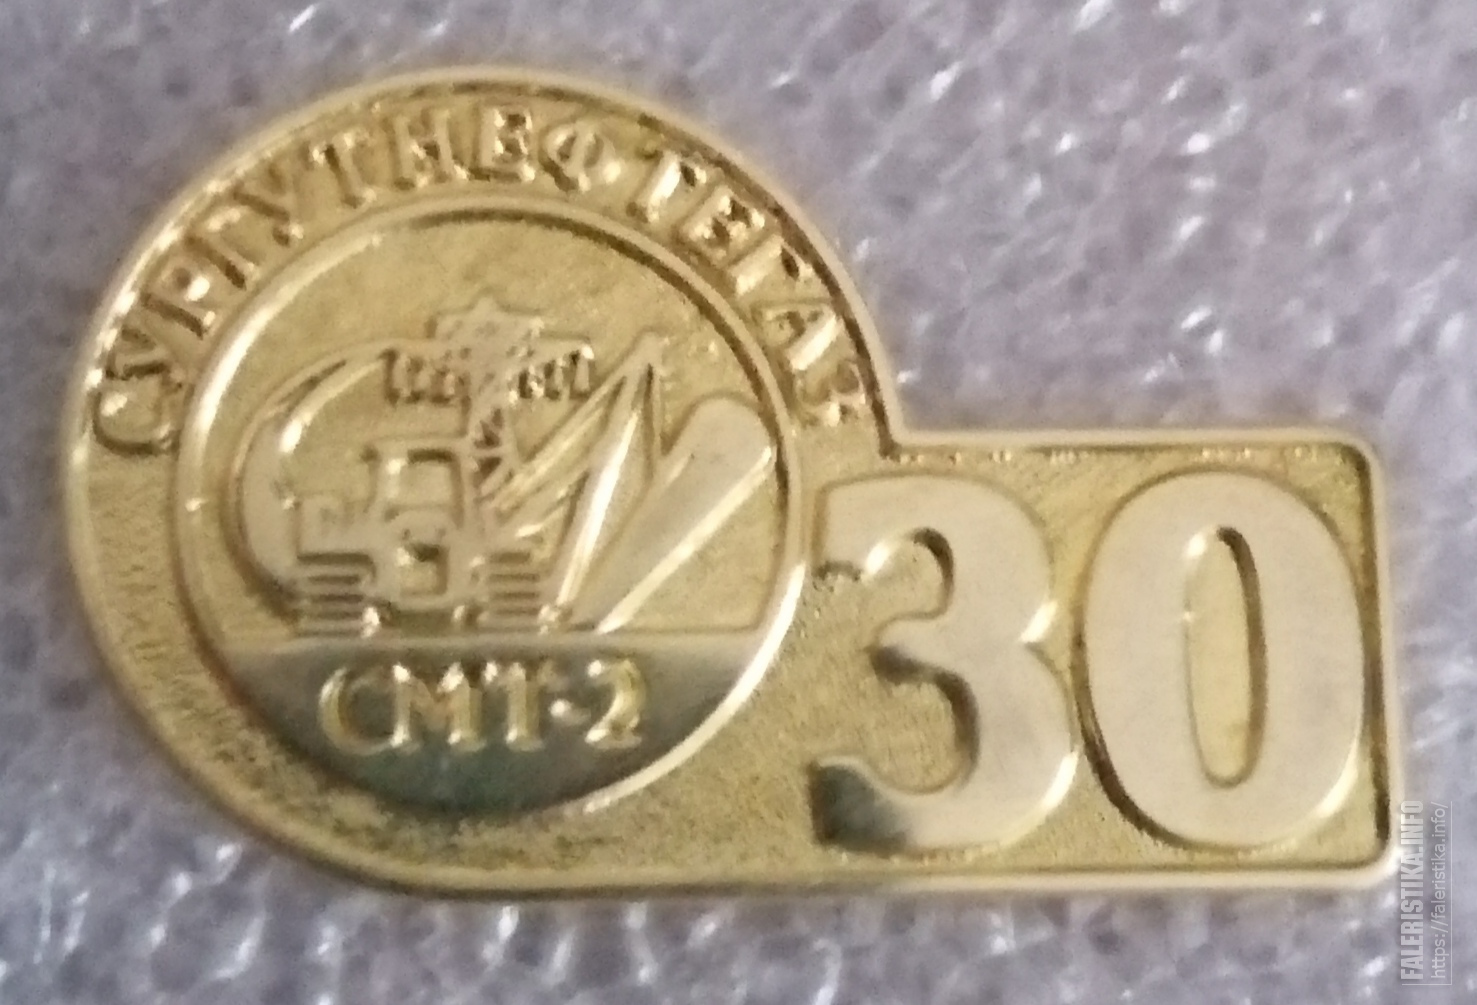 СУРГУТНЕФТЕГАЗ
СМТ-2
30
FALERISTIKA.INFO
https://faleristika.info/